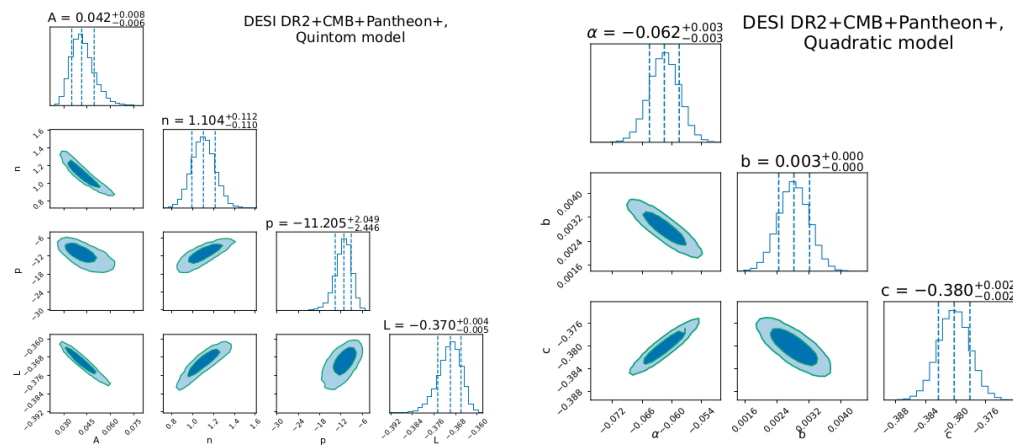 A = 0.042+0.008−0.006
DESI DR2+CMB+Pantheon+,
Quintom model
n = 1.104+0.112−0.110
1.6
1.4
1.2
1.0
0.8
n
p = −11.205+2.049−2.446
−6
−12
−18
−24
−30
p
L = −0.370+0.004−0.005
−0.360
−0.368
−0.376
−0.384
−0.392
L
0.030
0.045
0.060
0.075
A
0.8
1.0
1.2
1.4
1.6
n
−30
−24
−18
−12
−6
p
−0.392
−0.384
−0.376
−0.368
−0.360
L
α = −0.062+0.003−0.003
DESI DR2+CMB+Pantheon+,
Quadratic model
b = 0.003+0.000−0.000
0.0040
0.0032
0.0024
0.0016
b
c = −0.380+0.002−0.002
−0.376
−0.380
−0.384
−0.388
c
−0.072
−0.066
−0.060
−0.054
α
0.0016
0.0024
0.0032
0.0040
b
−0.388
−0.384
−0.380
−0.376
c